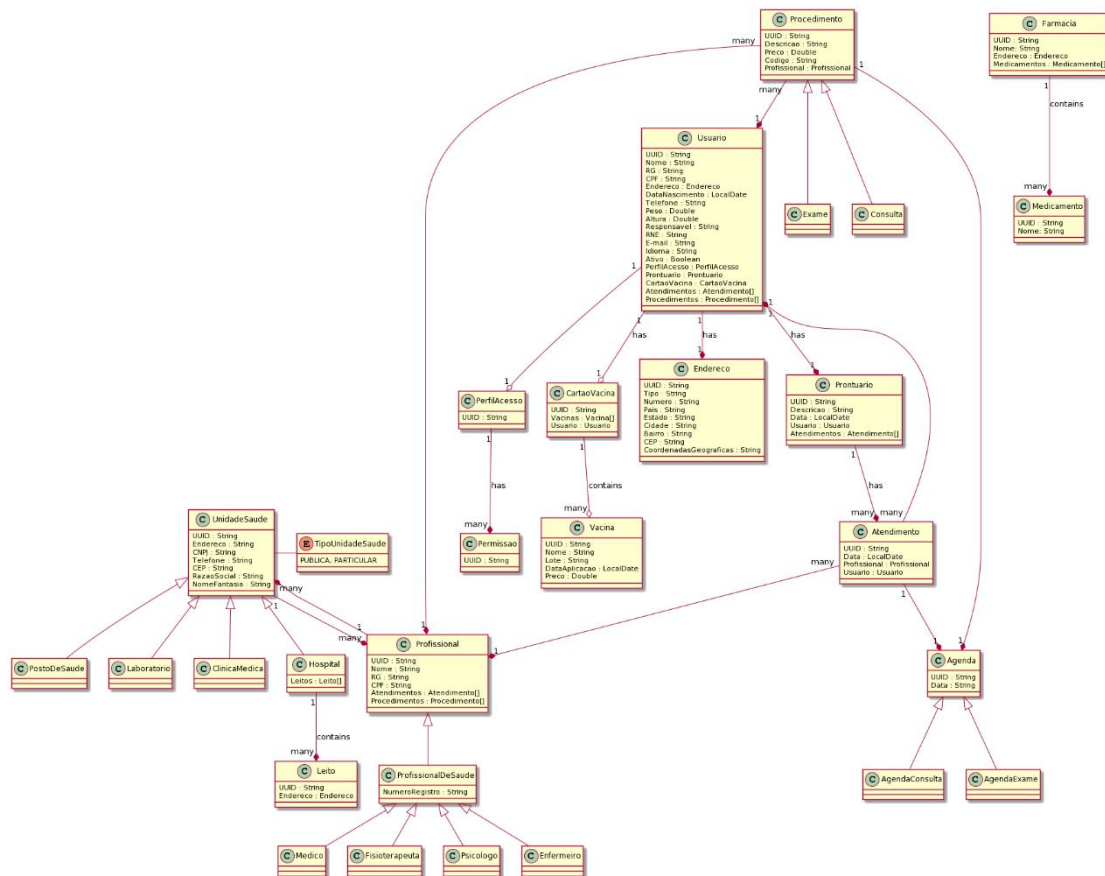 Procedimento
UUID : String
Descricao : String
Preco : Double
Codigo : String
Profissional : Profissional
Farmacia
UUID : String
Nome: String
Endereco : Endereco
Medicamentos : Medicamento[]
many
many
1
1
contains
1
many
Usuario
UUID : String
Nome : String
RG : String
CPF : String
Endereco : Endereco
DataNascimento : LocalDate
Telefone : String
Peso : Double
Altura : Double
Responsavel : String
RNE : String
E-mail : String
Idioma : String
Ativo : Boolean
PerfilAcesso : PerfilAcesso
Prontuario : Prontuario
CartaoVacina : CartaoVacina
Atendimentos : Atendimento[]
Procedimentos : Procedimento[]
Exame
Consulta
Medicamento
UUID : String
Nome: String
1
1
1
1
1
has
has
has
1
1
1
1
PerfilAcesso
UUID : String
CartaoVacina
UUID : String
Vacinas : Vacina[]
Usuario : Usuario
Endereco
UUID : String
Tipo : String
Numero : String
Pais : String
Estado : String
Cidade : String
Bairro : String
CEP : String
CoordenadasGeograficas : String
Prontuario
UUID : String
Descricao : String
Data : LocalDate
Usuario : Usuario
Atendimentos : Atendimento[]
1
has
many
1
contains
many
1
has
many
many
UnidadeSaude
UUID : String
Endereco : String
CNPJ : String
Telefone : String
CEP : String
RazaoSocial : String
NomeFantasia : String
TipoUnidadeSaude
PUBLICA, PARTICULAR
Permissao
UUID : String
Vacina
UUID : String
Nome : String
Lote : String
DataAplicacao : LocalDate
Preco : Double
Atendimento
UUID : String
Data : LocalDate
Profissional : Profissional
Usuario : Usuario
many
1
many
1
1
many
1
1
1
PostoDeSaude
Laboratorio
ClinicaMedica
Hospital
Leitos : Leito[]
Profissional
UUID : String
Nome : String
RG : String
CPF : String
Atendimentos : Atendimento[]
Procedimentos : Procedimento[]
Agenda
UUID : String
Data : String
1
contains
many
Leito
UUID : String
Endereco : Endereco
ProfissionalDeSaude
NumeroRegistro : String
AgendaConsulta
AgendaExame
Medico
Fisioterapeuta
Psicologo
Enfermeiro